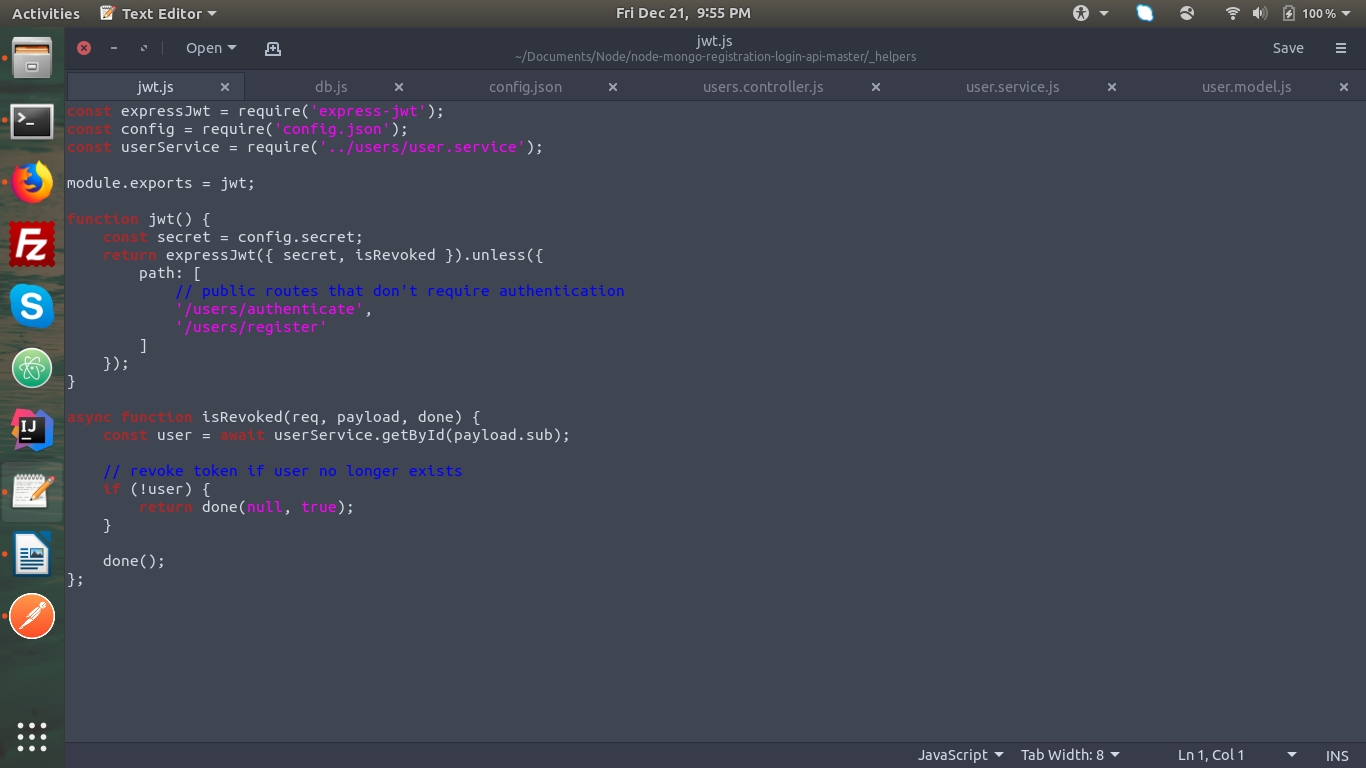 Activities Text Editor Fri Dec 21, 9:55 PM 100 %
Open jwt.js Save
~/Documents/Node/node-mongo-registration-login-api-master/_helpers
jwt.js db.js config.json users.controller.js user.service.js user.model.js
const expressJwt = require('express-jwt');
const config = require('config.json');
const userService = require('../users/user.service');
module.exports = jwt;
function jwt() {
    const secret = config.secret;
    return expressJwt({ secret, isRevoked }).unless({
        path: [
            // public routes that don't require authentication
            '/users/authenticate',
            '/users/register'
        ]
    });
}
async function isRevoked(req, payload, done) {
    const user = await userService.getById(payload.sub);
    // revoke token if user no longer exists
    if (!user) {
        return done(null, true);
    }
    done();
};
JavaScript Tab Width: 8 Ln 1, Col 1 INS
Fz
S
IJ